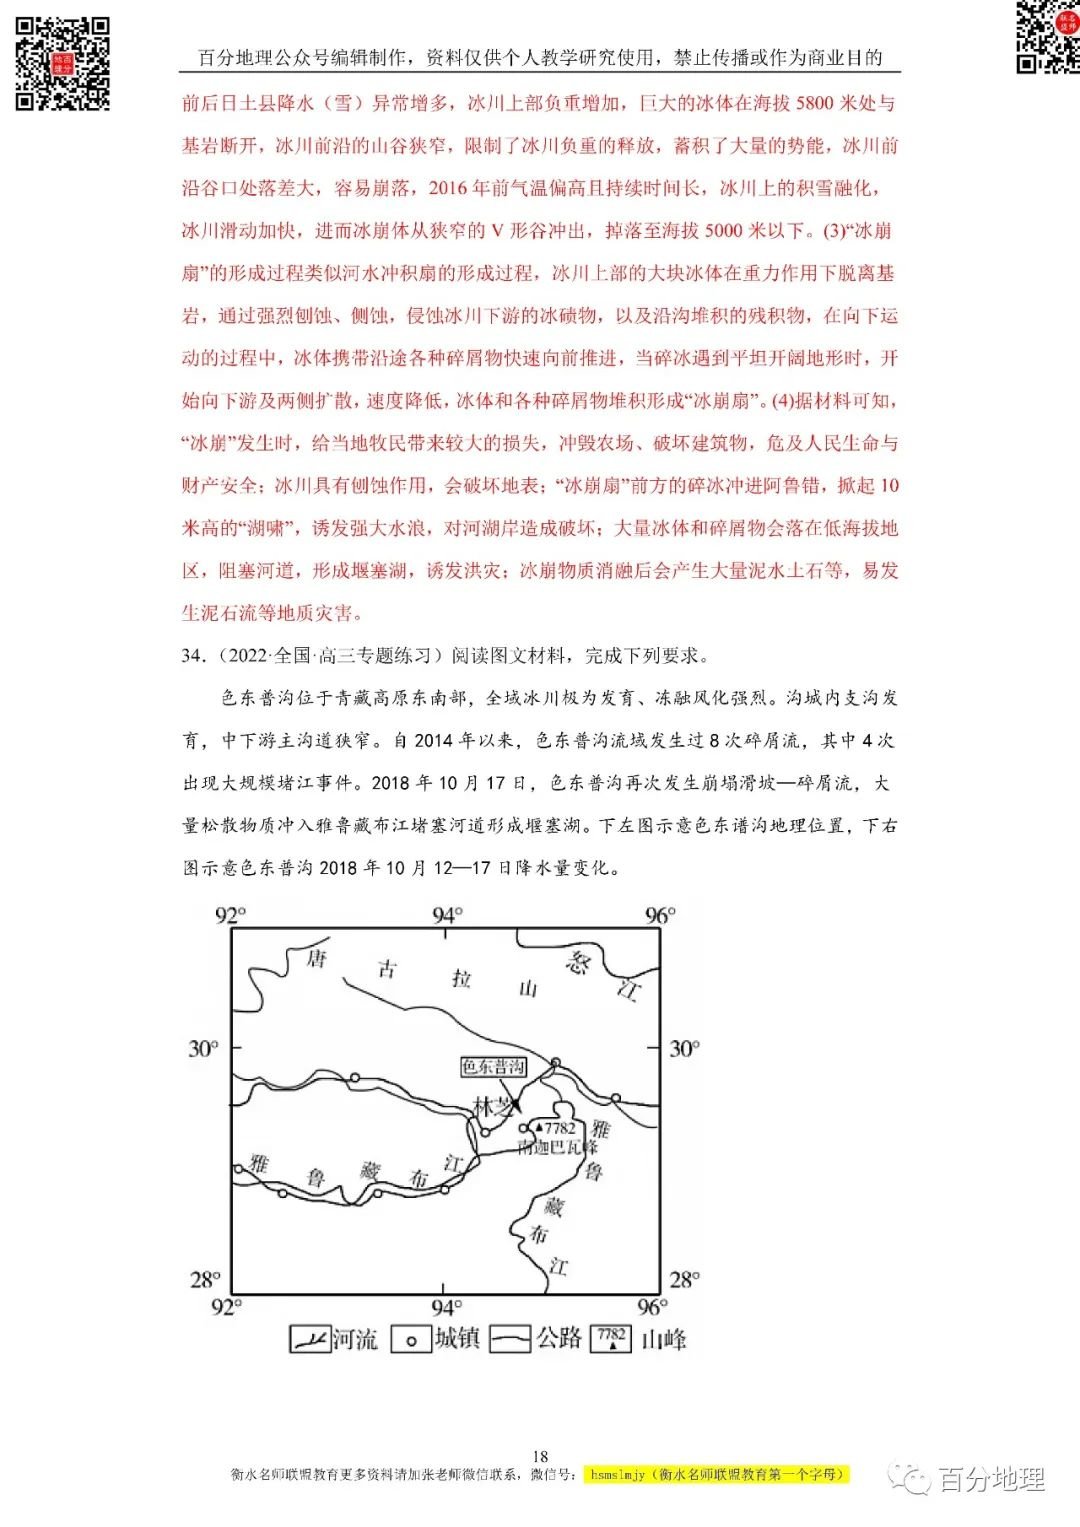 百分地理公众号编辑制作，资料仅供个人教学研究使用，禁止传播或作为商业目的
前后日土县降水（雪）异常增多，冰川上部负重增加，巨大的冰体在海拔 5800 米处与
基岩断开，冰川前沿的山谷狭窄，限制了冰川负重的释放，蓄积了大量的势能，冰川前
沿谷口处落差大，容易崩落，2016 年前气温偏高且持续时间长，冰川上的积雪融化，
冰川滑动加快，进而冰崩体从狭窄的 V 形谷冲出，掉落至海拔 5000 米以下。(3)“冰崩
扇”的形成过程类似河水冲积扇的形成过程，冰川上部的大块冰体在重力作用下脱离基
岩，通过强烈刨蚀、侧蚀，侵蚀冰川下游的冰碛物，以及沿沟堆积的残积物，在向下运
动的过程中，冰体携带沿途各种碎屑物快速向前推进，当碎冰遇到平坦开阔地形时，开
始向下游及两侧扩散，速度降低，冰体和各种碎屑物堆积形成“冰崩扇”。(4)据材料可知，
“冰崩”发生时，给当地牧民带来较大的损失，冲毁农场、破坏建筑物，危及人民生命与
财产安全；冰川具有刨蚀作用，会破坏地表；“冰崩扇”前方的碎冰冲进阿鲁错，掀起 10
米高的“湖啸”，诱发强大水浪，对河湖岸造成破坏；大量冰体和碎屑物会落在低海拔地
区，阻塞河道，形成堰塞湖，诱发洪灾；冰崩物质消融后会产生大量泥水土石等，易发
生泥石流等地质灾害。
34．（2022·全国·高三专题练习）阅读图文材料，完成下列要求。
色东普沟位于青藏高原东南部，全域冰川极为发育、冻融风化强烈。沟城内支沟发
育，中下游主沟道狭窄。自 2014 年以来，色东普沟流域发生过 8 次碎屑流，其中 4 次
出现大规模堵江事件。2018 年 10 月 17 日，色东普沟再次发生崩塌滑坡—碎屑流，大
量松散物质冲入雅鲁藏布江堵塞河道形成堰塞湖。下左图示意色东谱沟地理位置，下右
图示意色东普沟 2018 年 10 月 12—17 日降水量变化。
92° 94° 96°
唐 古 拉 山 怒 江
30° 30°
色东普沟
林芝
7782
南迦巴瓦峰
雅 鲁 藏 布 江
雅 鲁 藏 布 江
28° 28°
92° 94° 96°
河流 城镇 公路 7782 山峰
18
衡水名师联盟教育更多资料请加张老师微信联系，微信号： hsmslmjy（衡水名师联盟教育第一个字母）
百分地理